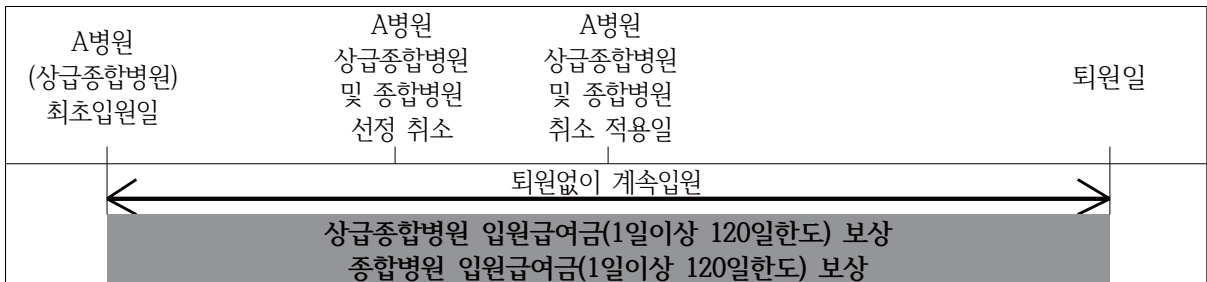 A병원
(상급종합병원)
최초입원일
A병원
상급종합병원
및 종합병원
선정 취소
A병원
상급종합병원
및 종합병원
취소 적용일
퇴원일
퇴원없이 계속입원
상급종합병원 입원급여금(1일이상 120일한도) 보상
종합병원 입원급여금(1일이상 120일한도) 보상